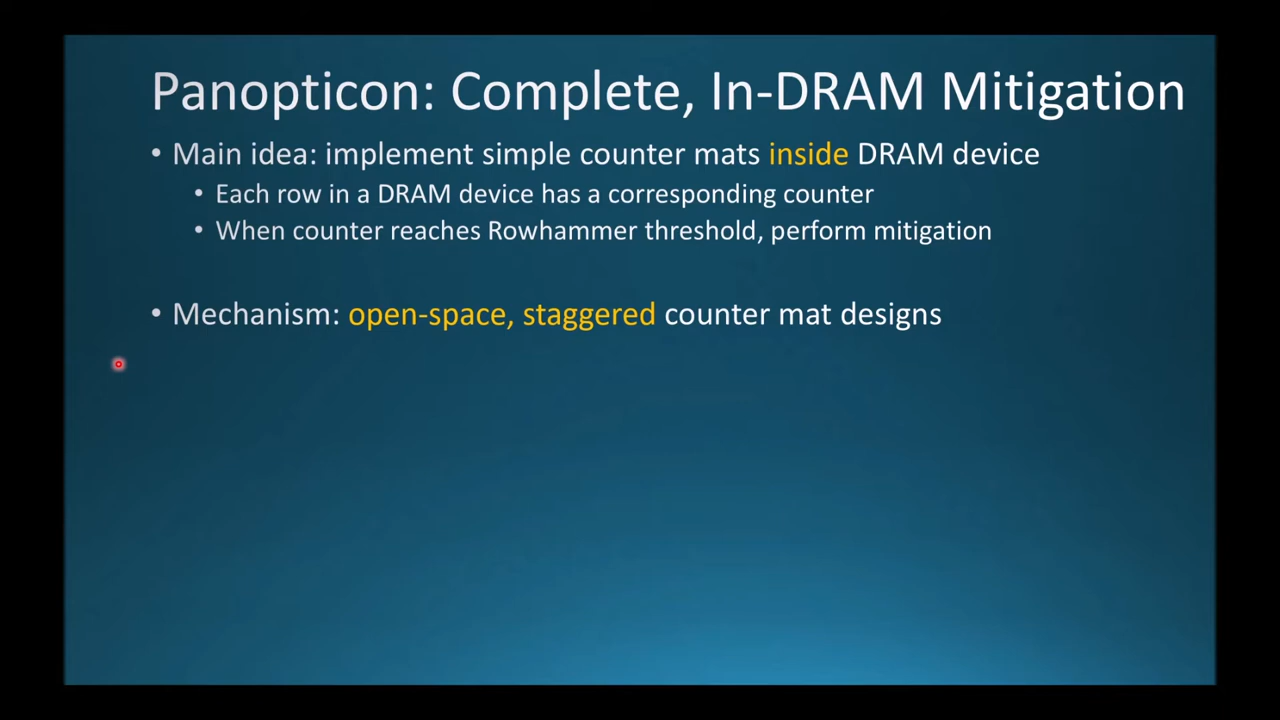 Panopticon: Complete, In-DRAM Mitigation
• Main idea: implement simple counter mats inside DRAM device
• Each row in a DRAM device has a corresponding counter
• When counter reaches Rowhammer threshold, perform mitigation
• Mechanism: open-space, staggered counter mat designs